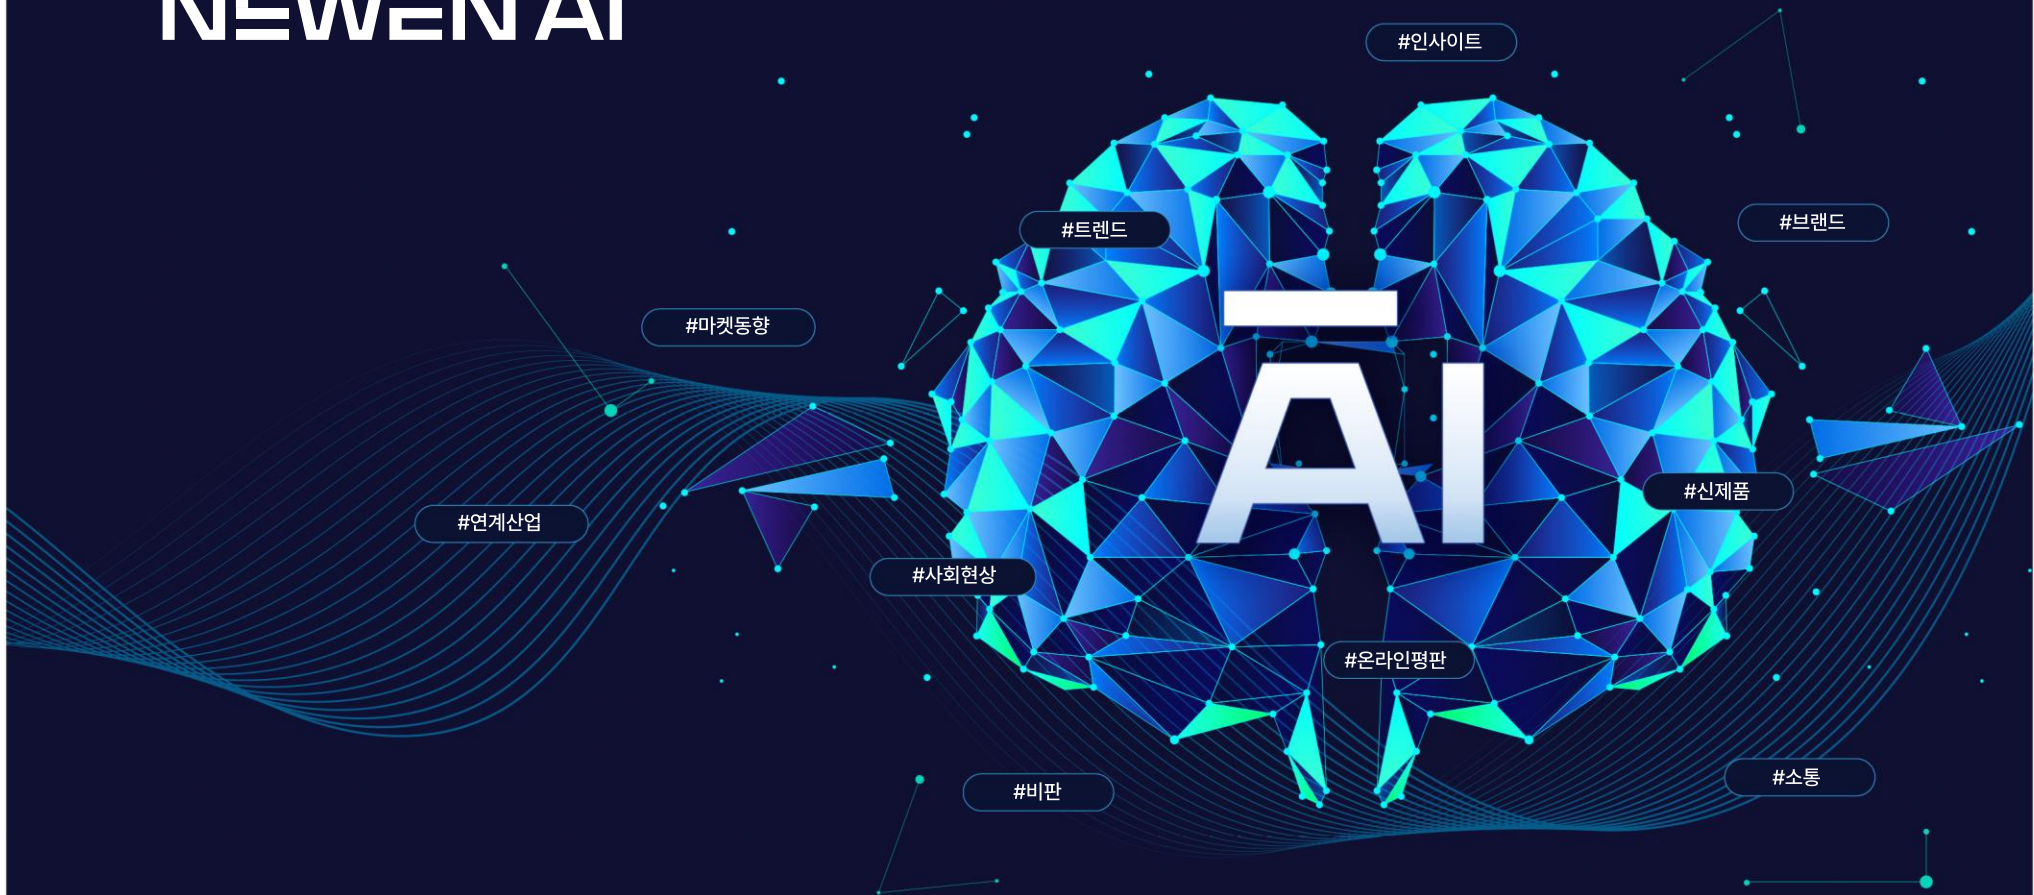 NEWEN AI
#인사이트
#브랜드
#트렌드
#마켓동향
AI
#신제품
#연계산업
#사회현상
#온라인평판
#소통
#비판